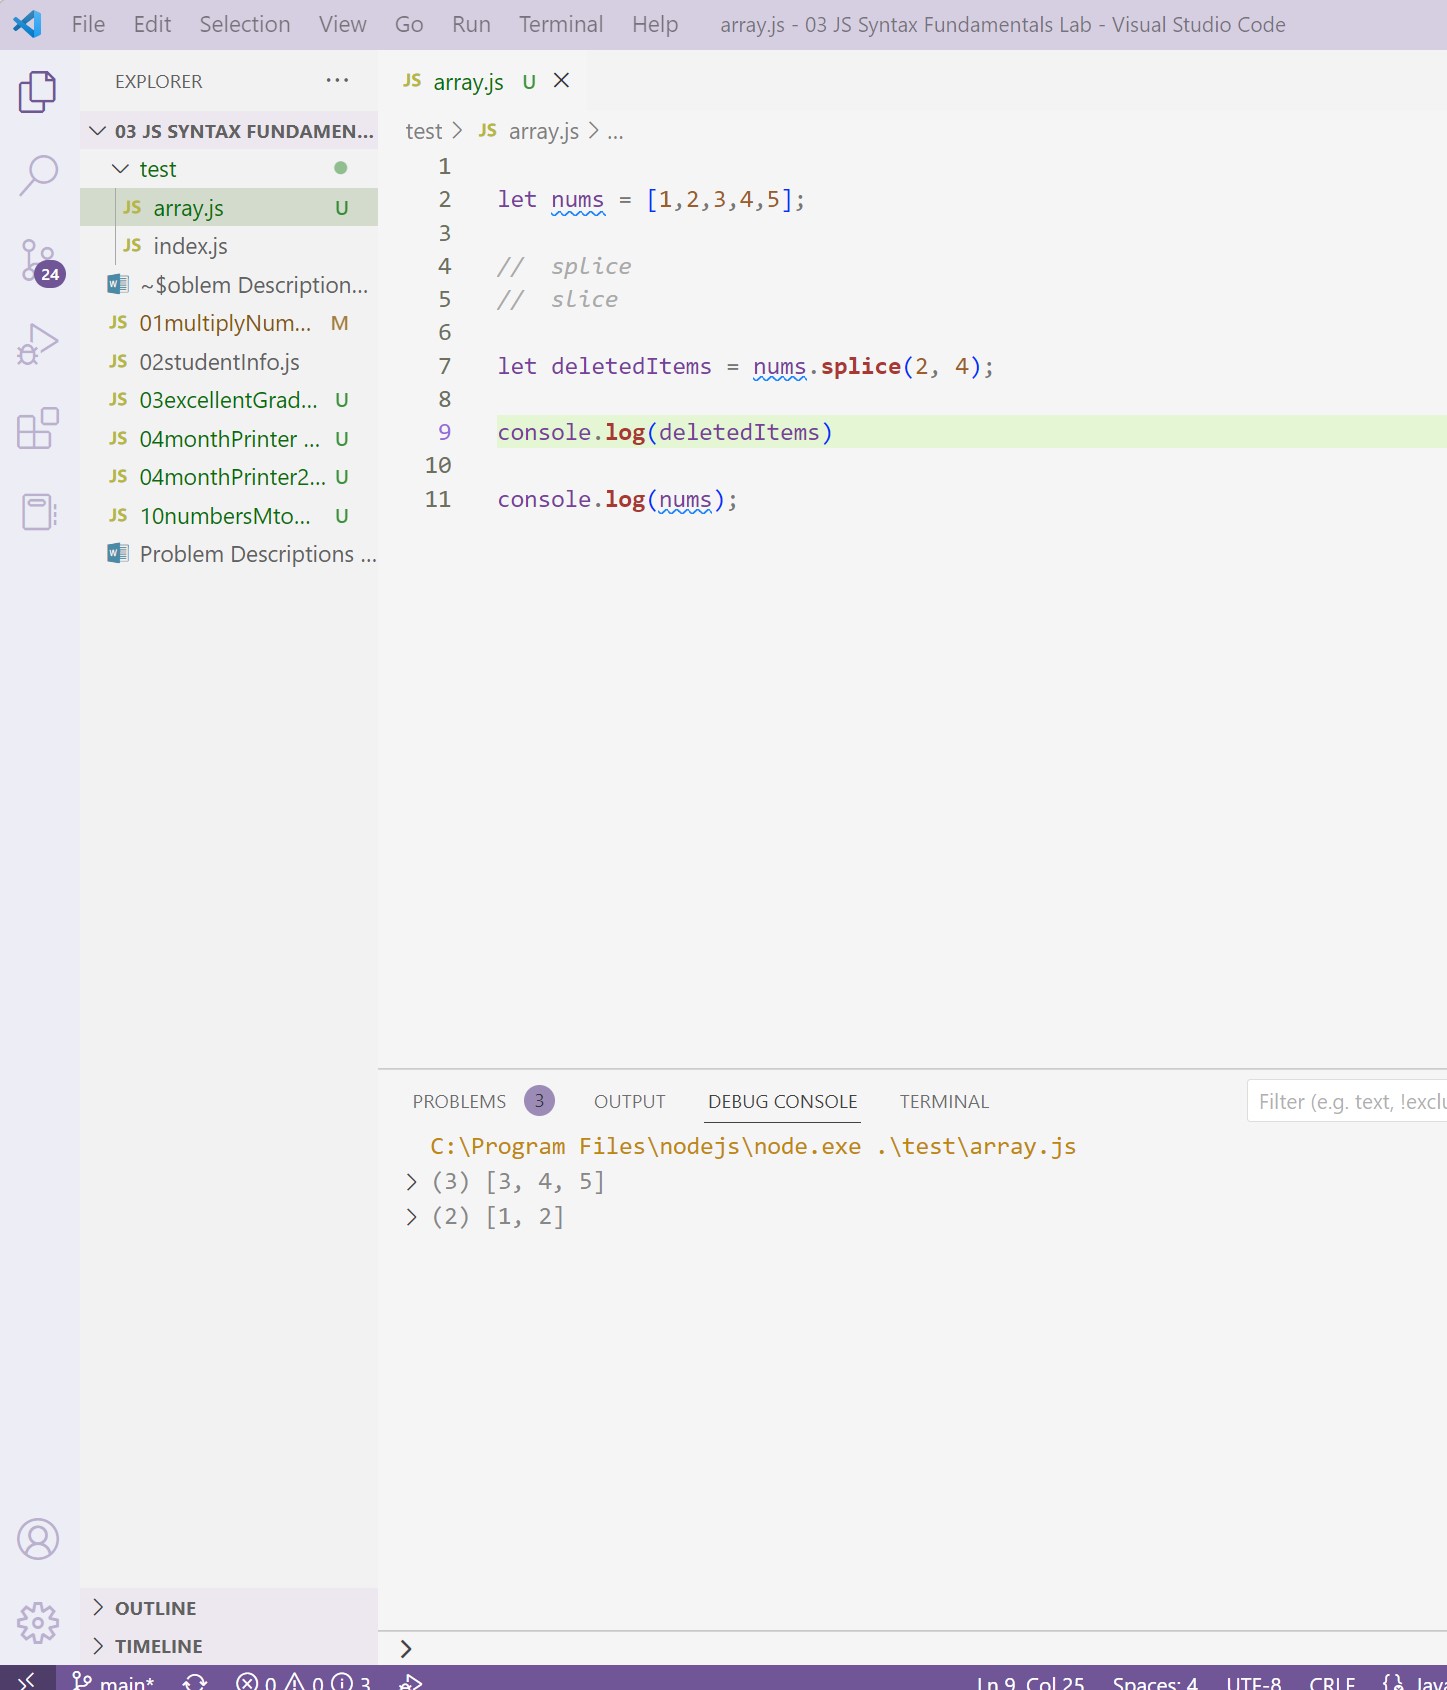 File Edit Selection View Go Run Terminal Help array.js - 03 JS Syntax Fundamentals Lab - Visual Studio Code
EXPLORER ...
03 JS SYNTAX FUNDAMEN...
test
JS array.js U
JS index.js
~$oblem Description...
JS 01multiplyNum... M
JS 02studentInfo.js
JS 03excellentGrad... U
JS 04monthPrinter ... U
JS 04monthPrinter2... U
JS 10numbersMto... U
Problem Descriptions ...
24
OUTLINE
TIMELINE
JS array.js U
test > JS array.js > ...
1
2 let nums = [1,2,3,4,5];
3
4 // splice
5 // slice
6
7 let deletedItems = nums.splice(2, 4);
8
9 console.log(deletedItems)
10
11 console.log(nums);
PROBLEMS 3 OUTPUT DEBUG CONSOLE TERMINAL Filter (e.g. text, !exclu
C:\Program Files\nodejs\node.exe .\test\array.js
> (3) [3, 4, 5]
> (2) [1, 2]
>
main* 0 0 3 Ln 9, Col 25 Spaces: 4 UTF-8 CRLF {} Java